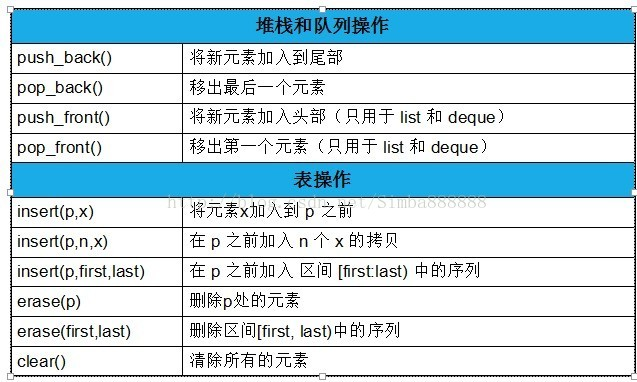 堆栈和队列操作
push_back() 将新元素加入到尾部
pop_back() 移出最后一个元素
push_front() 将新元素加入头部（只用于 list 和 deque）
pop_front() 移出第一个元素（只用于 list 和 deque）
表操作
http://blog.csdn.net/Simba888888
insert(p,x) 将元素x加入到 p 之前
insert(p,n,x) 在 p 之前加入 n 个 x 的拷贝
insert(p,first,last) 在 p 之前加入 区间 [first:last) 中的序列
erase(p) 删除p处的元素
erase(first,last) 删除区间[first, last)中的序列
clear() 清除所有的元素